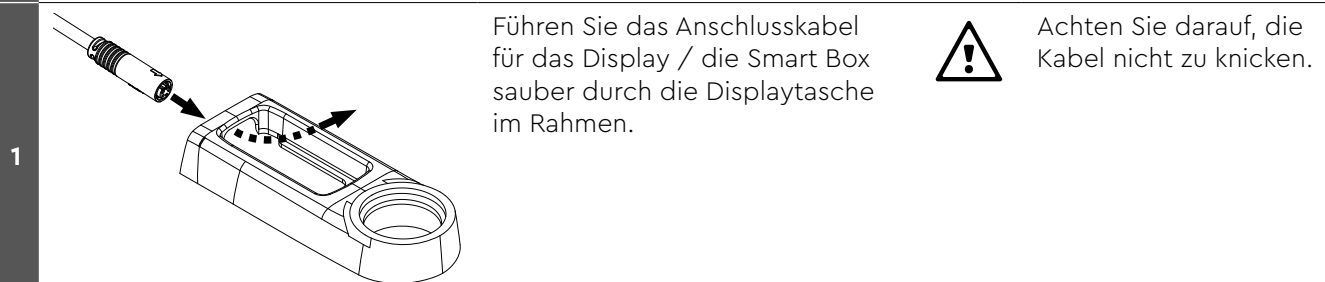 1
Führen Sie das Anschlusskabel
für das Display / die Smart Box
sauber durch die Displaytasche
im Rahmen.
Achten Sie darauf, die
Kabel nicht zu knicken.